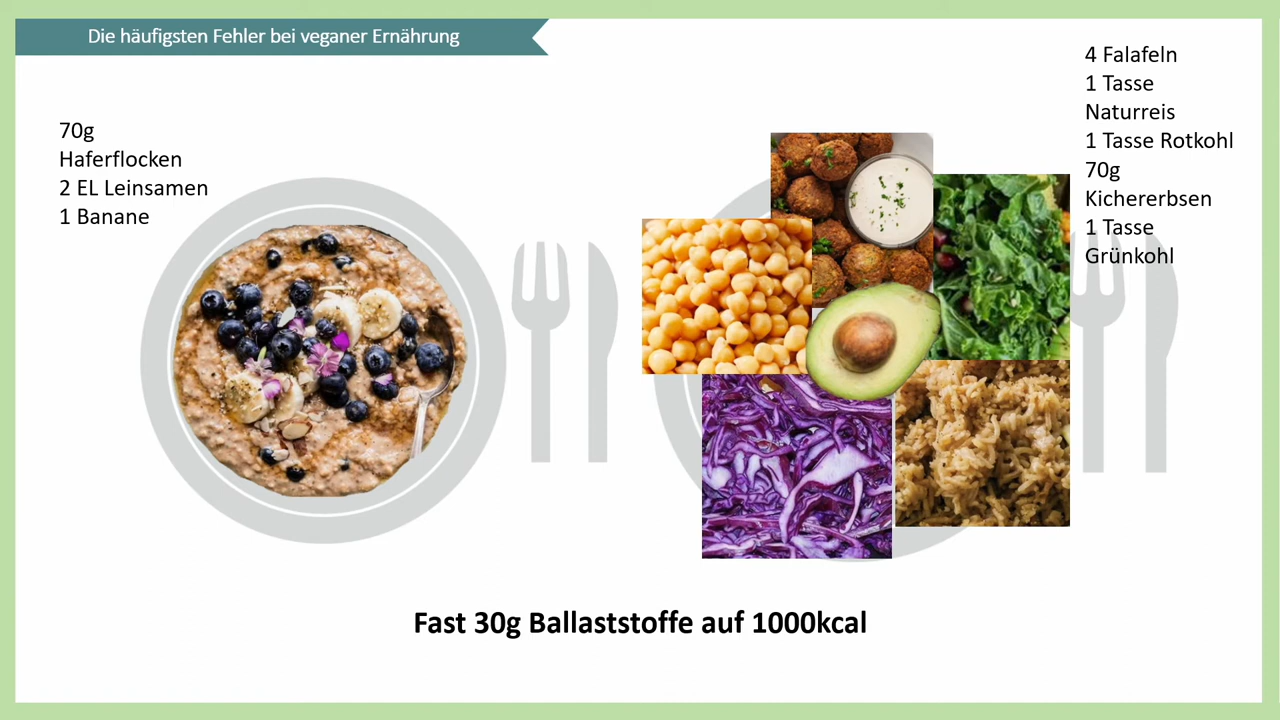 Die häufigsten Fehler bei veganer Ernährung
70g
Haferflocken
2 EL Leinsamen
1 Banane
4 Falafeln
1 Tasse
Naturreis
1 Tasse Rotkohl
70g
Kichererbsen
1 Tasse
Grünkohl
Fast 30g Ballaststoffe auf 1000kcal